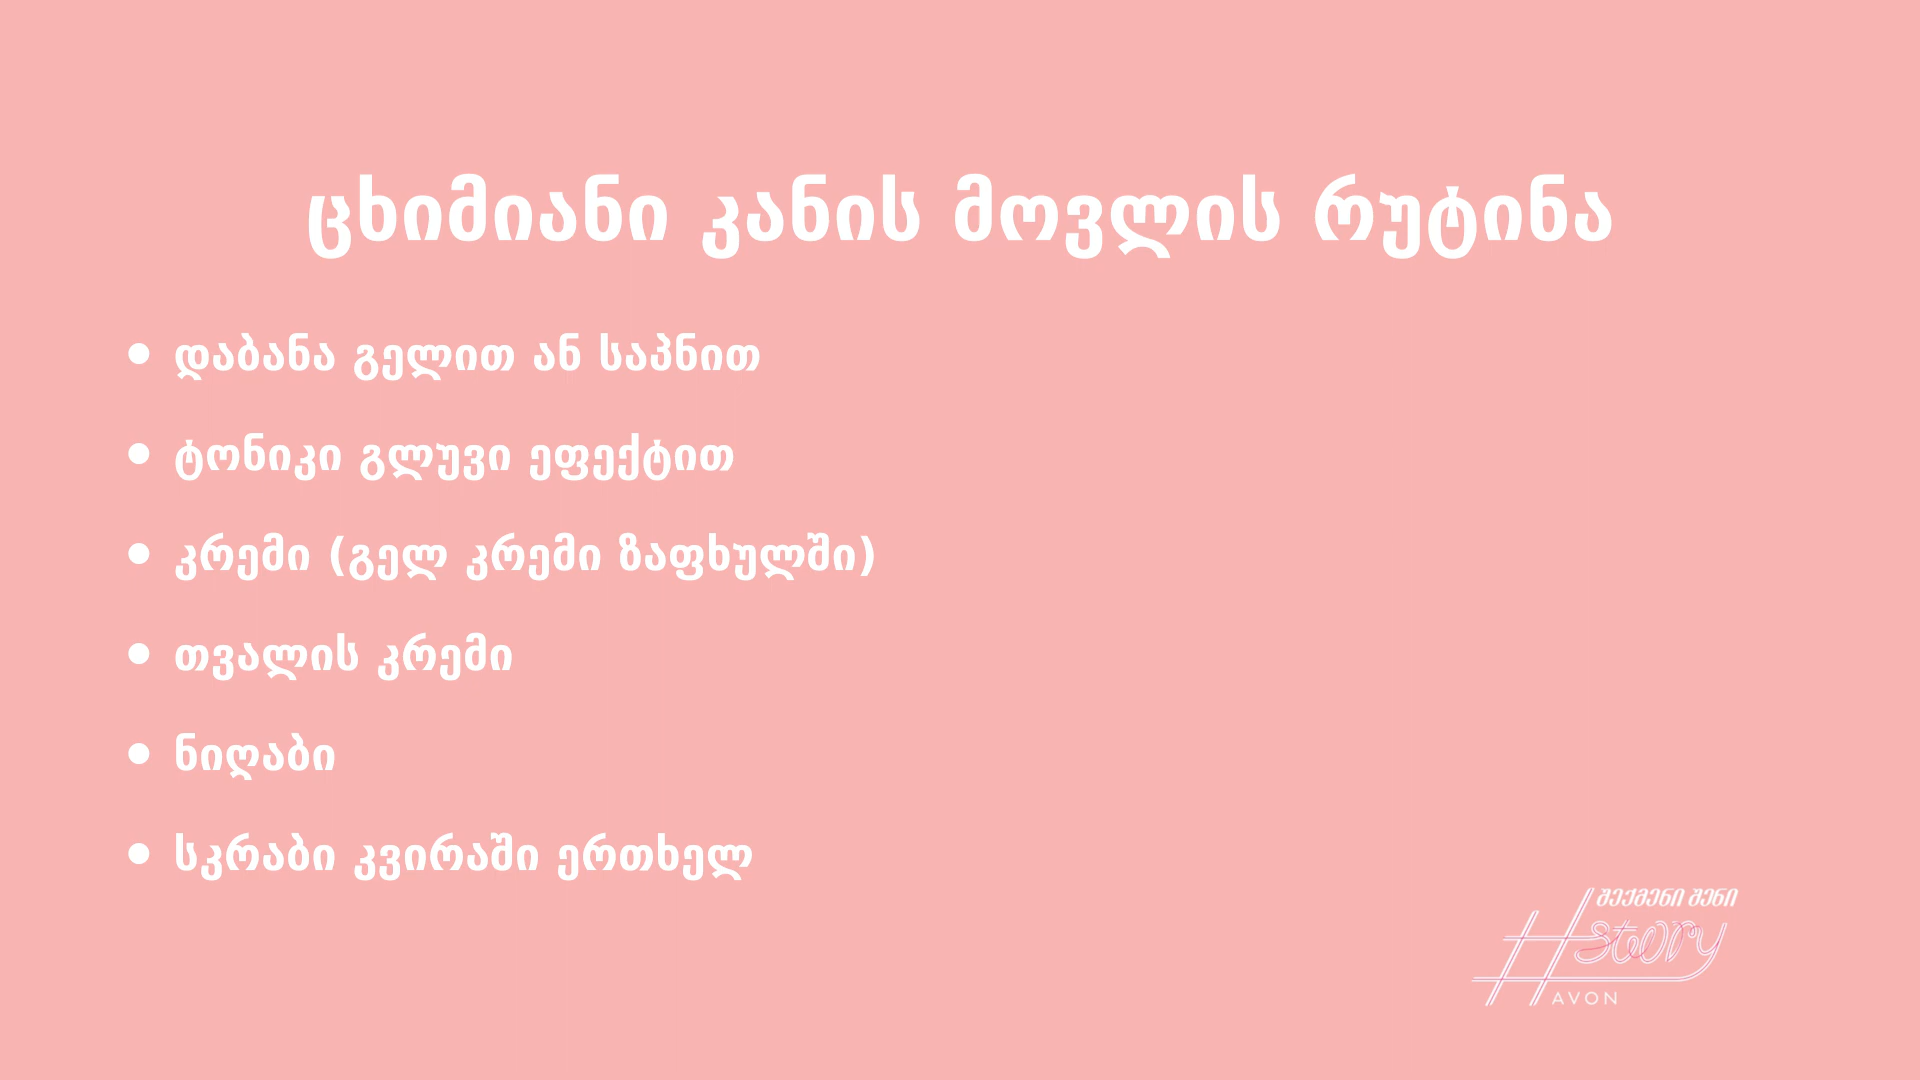 ცხიმიანი კანის მოვლის რუტინა
• დაბანა გელით ან საპნით
• ტონიკი გლუვი ეფექტით
• კრემი (გელ კრემი ზაფხულში)
• თვალის კრემი
• ნიღაბი
• სკრაბი კვირაში ერთხელ
შექმენი შენი
#story
AVON